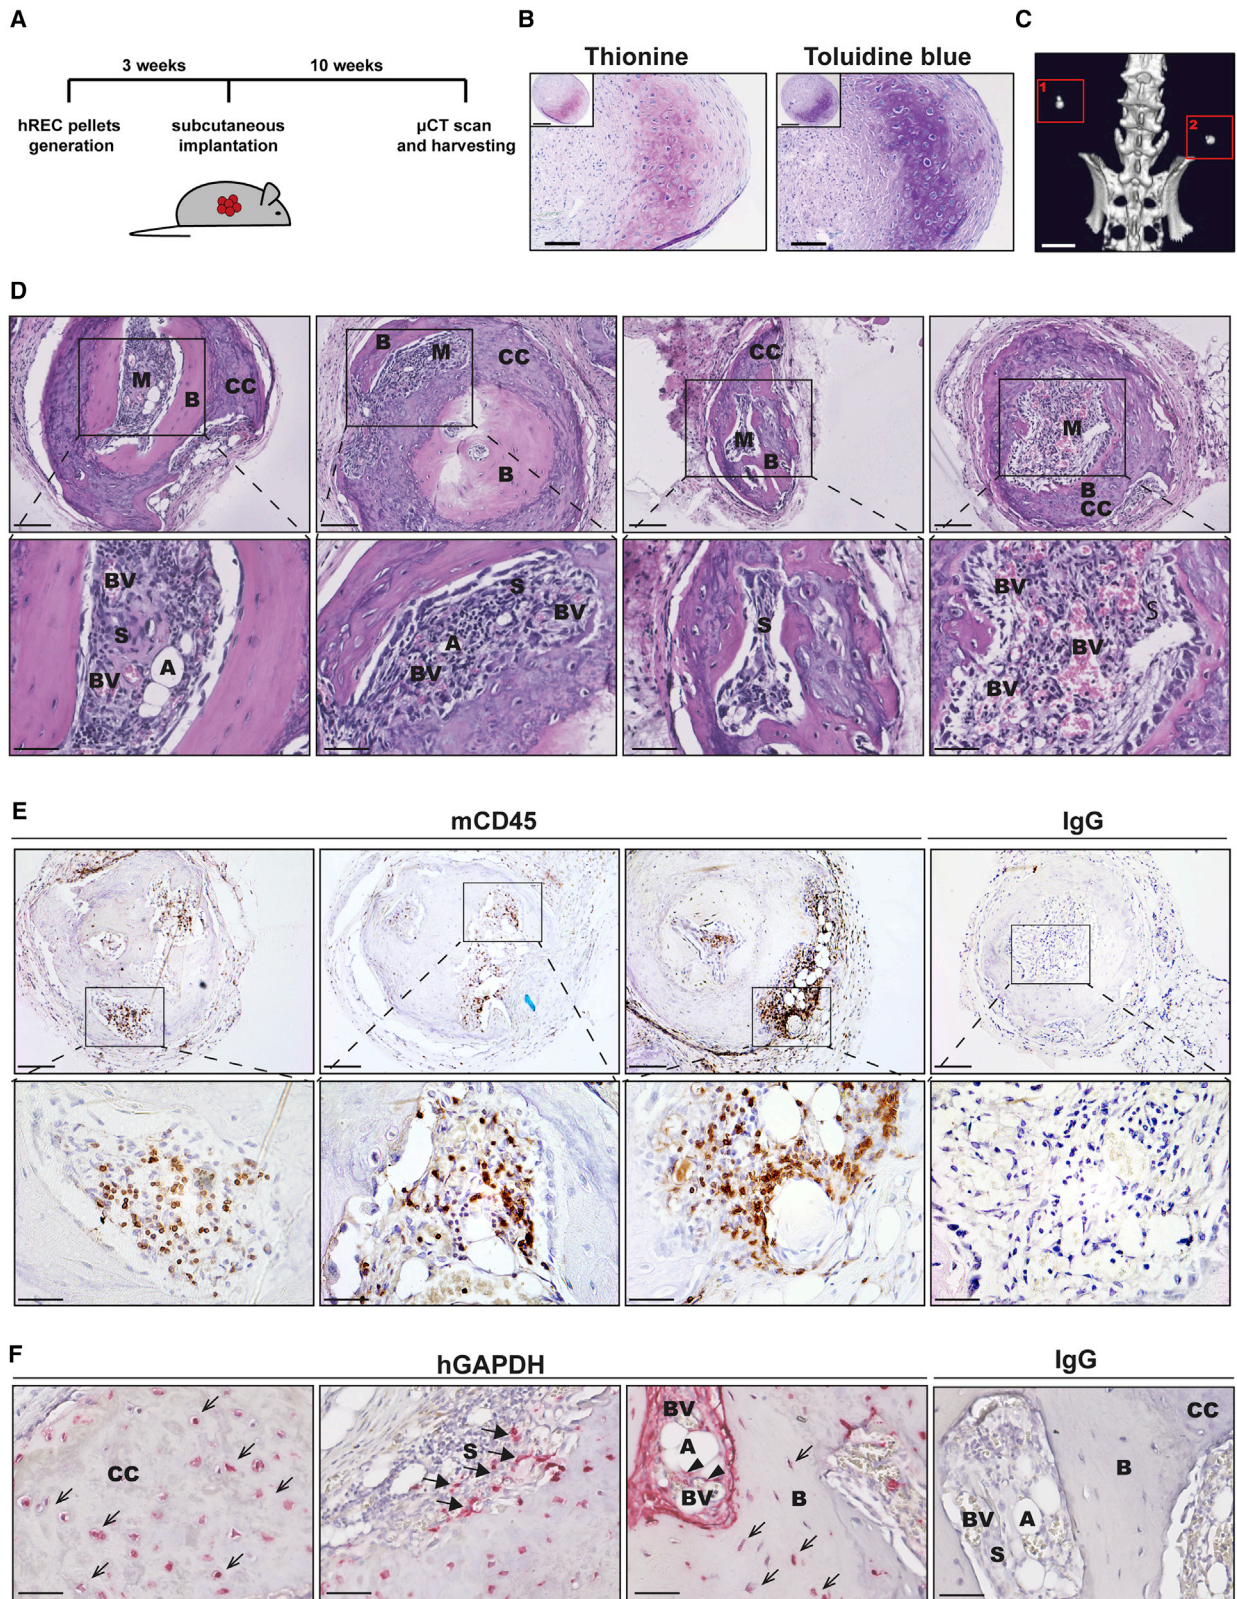 A
3 weeks
10 weeks
hREC pellets
generation
subcutaneous
implantation
µCT scan
and harvesting
B
Thionine
Toluidine blue
C
1
2
D
M
B
CC
B
M
CC
B
CC
M
B
M
B
CC
BV
S
BV
A
S
BV
A
BV
S
BV
S
BV
BV
E
mCD45
IgG
F
hGAPDH
IgG
CC
S
BV
A
BV
B
CC
B
BV
A
S